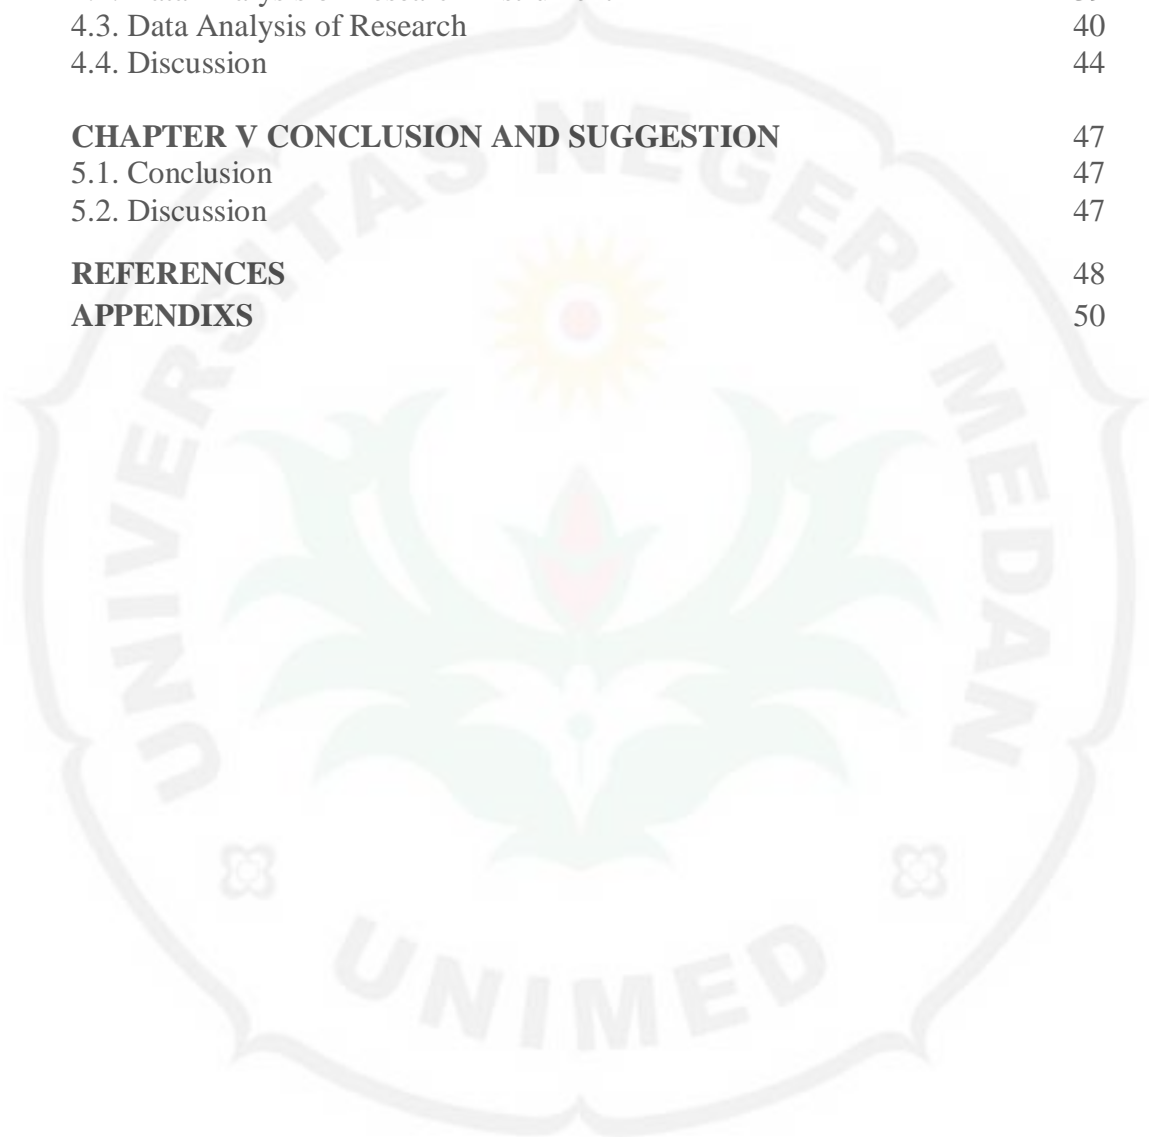 4.3. Data Analysis of Research 40
4.4. Discussion 44
CHAPTER V CONCLUSION AND SUGGESTION 47
5.1. Conclusion 47
5.2. Discussion 47
REFERENCES 48
APPENDIXS 50
UNIVERSITAS NEGERI MEDAN
UNIMED